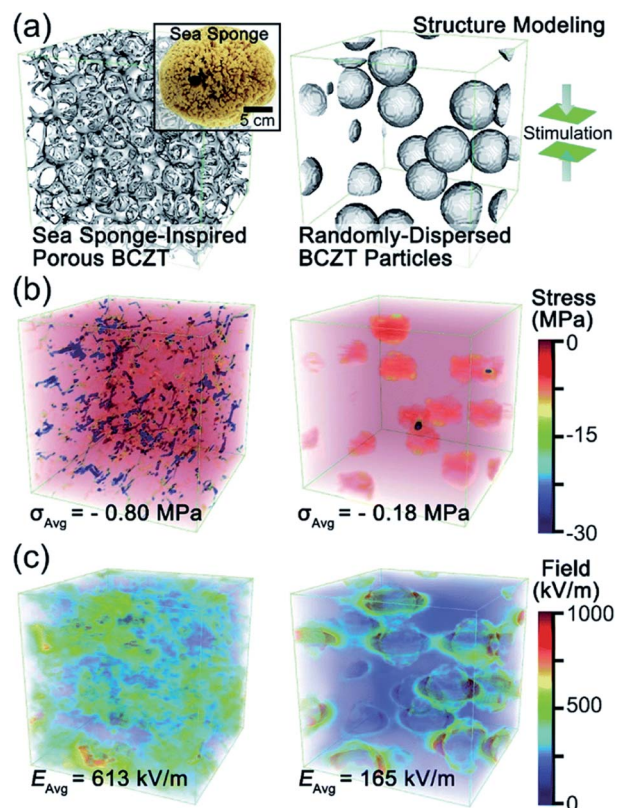 (a)
Sea Sponge
5 cm
Structure Modeling
Stimulation
Sea Sponge-Inspired
Porous BCZT
Randomly-Dispersed
BCZT Particles
(b)
Stress
(MPa)
0
-15
-30
σAvg = - 0.80 MPa
σAvg = - 0.18 MPa
(c)
Field
(kV/m)
1000
500
0
EAvg = 613 kV/m
EAvg = 165 kV/m